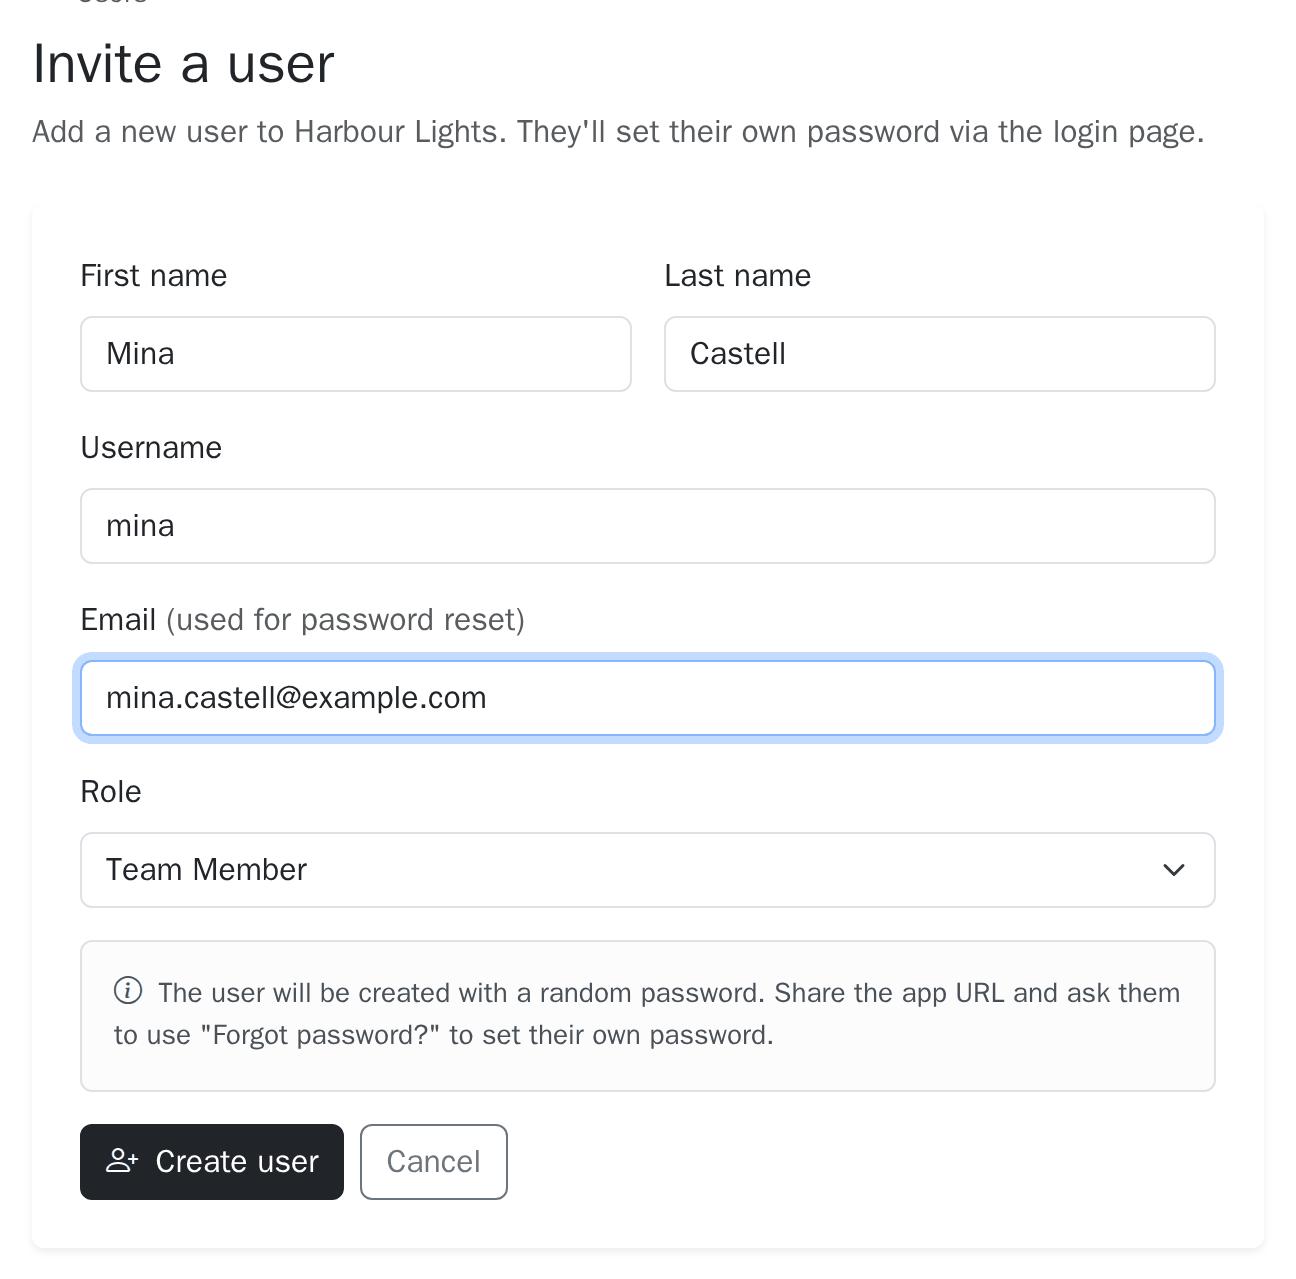 Invite a user
Add a new user to Harbour Lights. They'll set their own password via the login page.
First name
Last name
Mina
Castell
Username
mina
Email (used for password reset)
mina.castell@example.com
Role
Team Member
The user will be created with a random password. Share the app URL and ask them
to use "Forgot password?" to set their own password.
Create user
Cancel